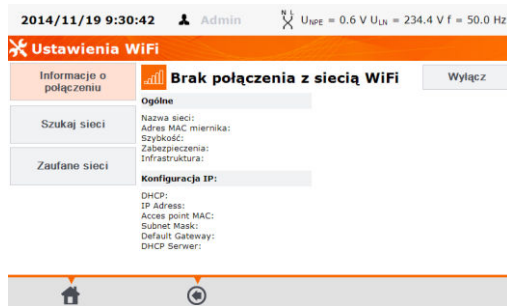 2014/11/19 9:30:42 Admin N L UNPE = 0.6 V ULN = 234.4 V f = 50.0 Hz
Ustawienia WiFi
Informacje o
połączeniu
Brak połączenia z siecią WiFi
Wyłącz
Ogólne
Szukaj sieci
Nazwa sieci:
Adres MAC miernika:
Szybkość:
Zabezpieczenia:
Infrastruktura:
Zaufane sieci
Konfiguracja IP:
DHCP:
IP Adress:
Acces point MAC:
Subnet Mask:
Default Gateway:
DHCP Serwer: